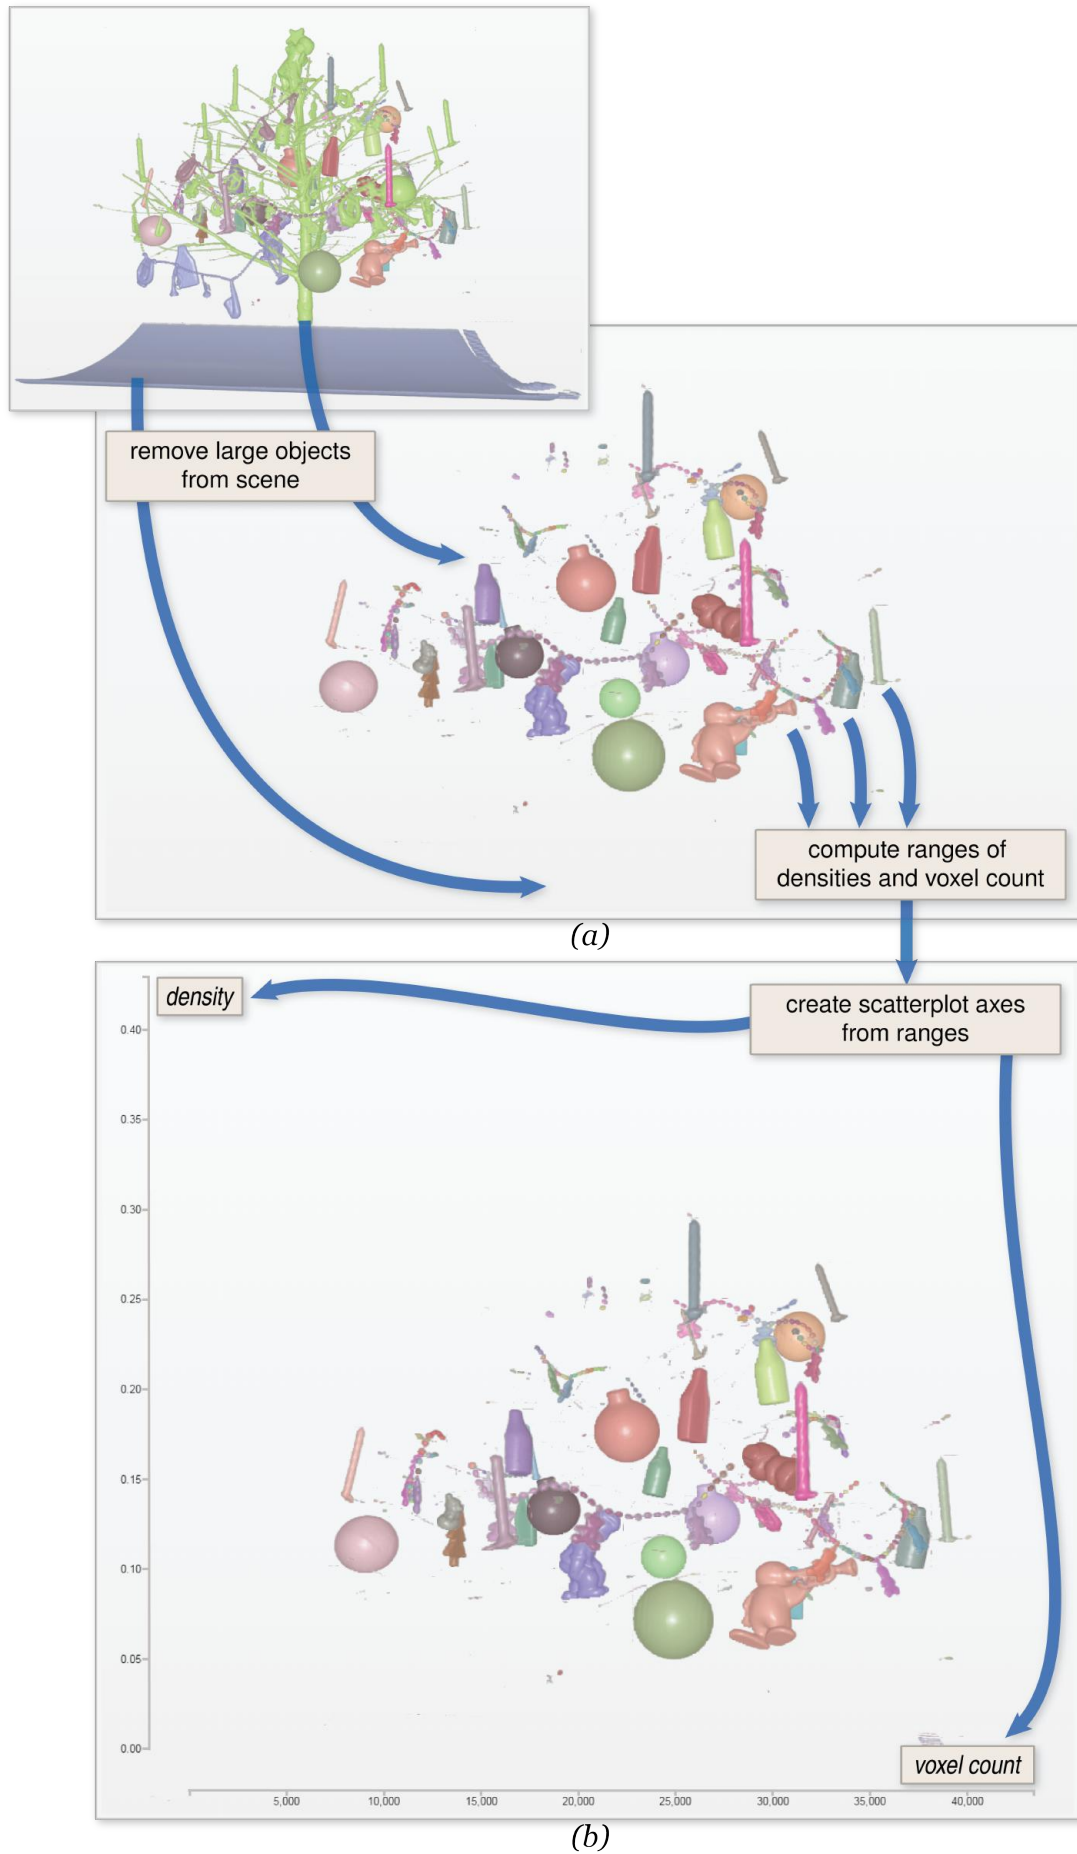 remove large objects
from scene
compute ranges of
densities and voxel count
(a)
density
create scatterplot axes
from ranges
0.40
0.35
0.30
0.25
0.20
0.15
0.10
0.05
0.00
voxel count
5,000 10,000 15,000 20,000 25,000 30,000 35,000 40,000
(b)